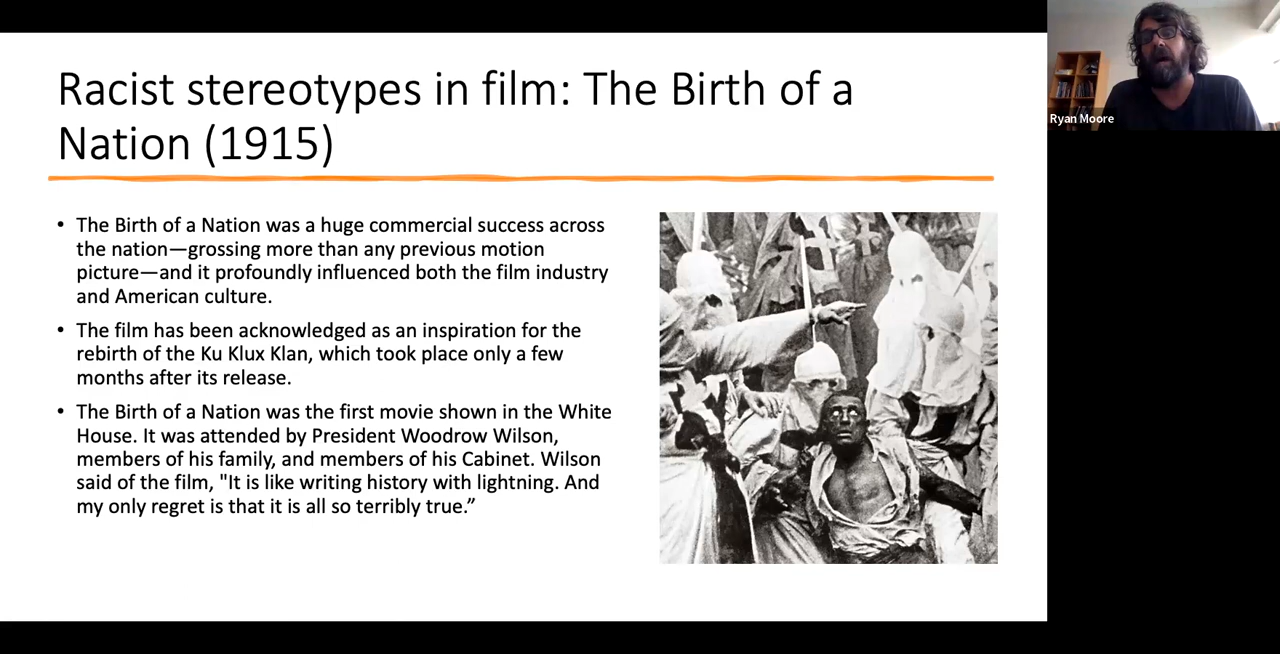 Racist stereotypes in film: The Birth of a
Nation (1915)
• The Birth of a Nation was a huge commercial success across
the nation—grossing more than any previous motion
picture—and it profoundly influenced both the film industry
and American culture.
• The film has been acknowledged as an inspiration for the
rebirth of the Ku Klux Klan, which took place only a few
months after its release.
• The Birth of a Nation was the first movie shown in the White
House. It was attended by President Woodrow Wilson,
members of his family, and members of his Cabinet. Wilson
said of the film, "It is like writing history with lightning. And
my only regret is that it is all so terribly true.”
Ryan Moore